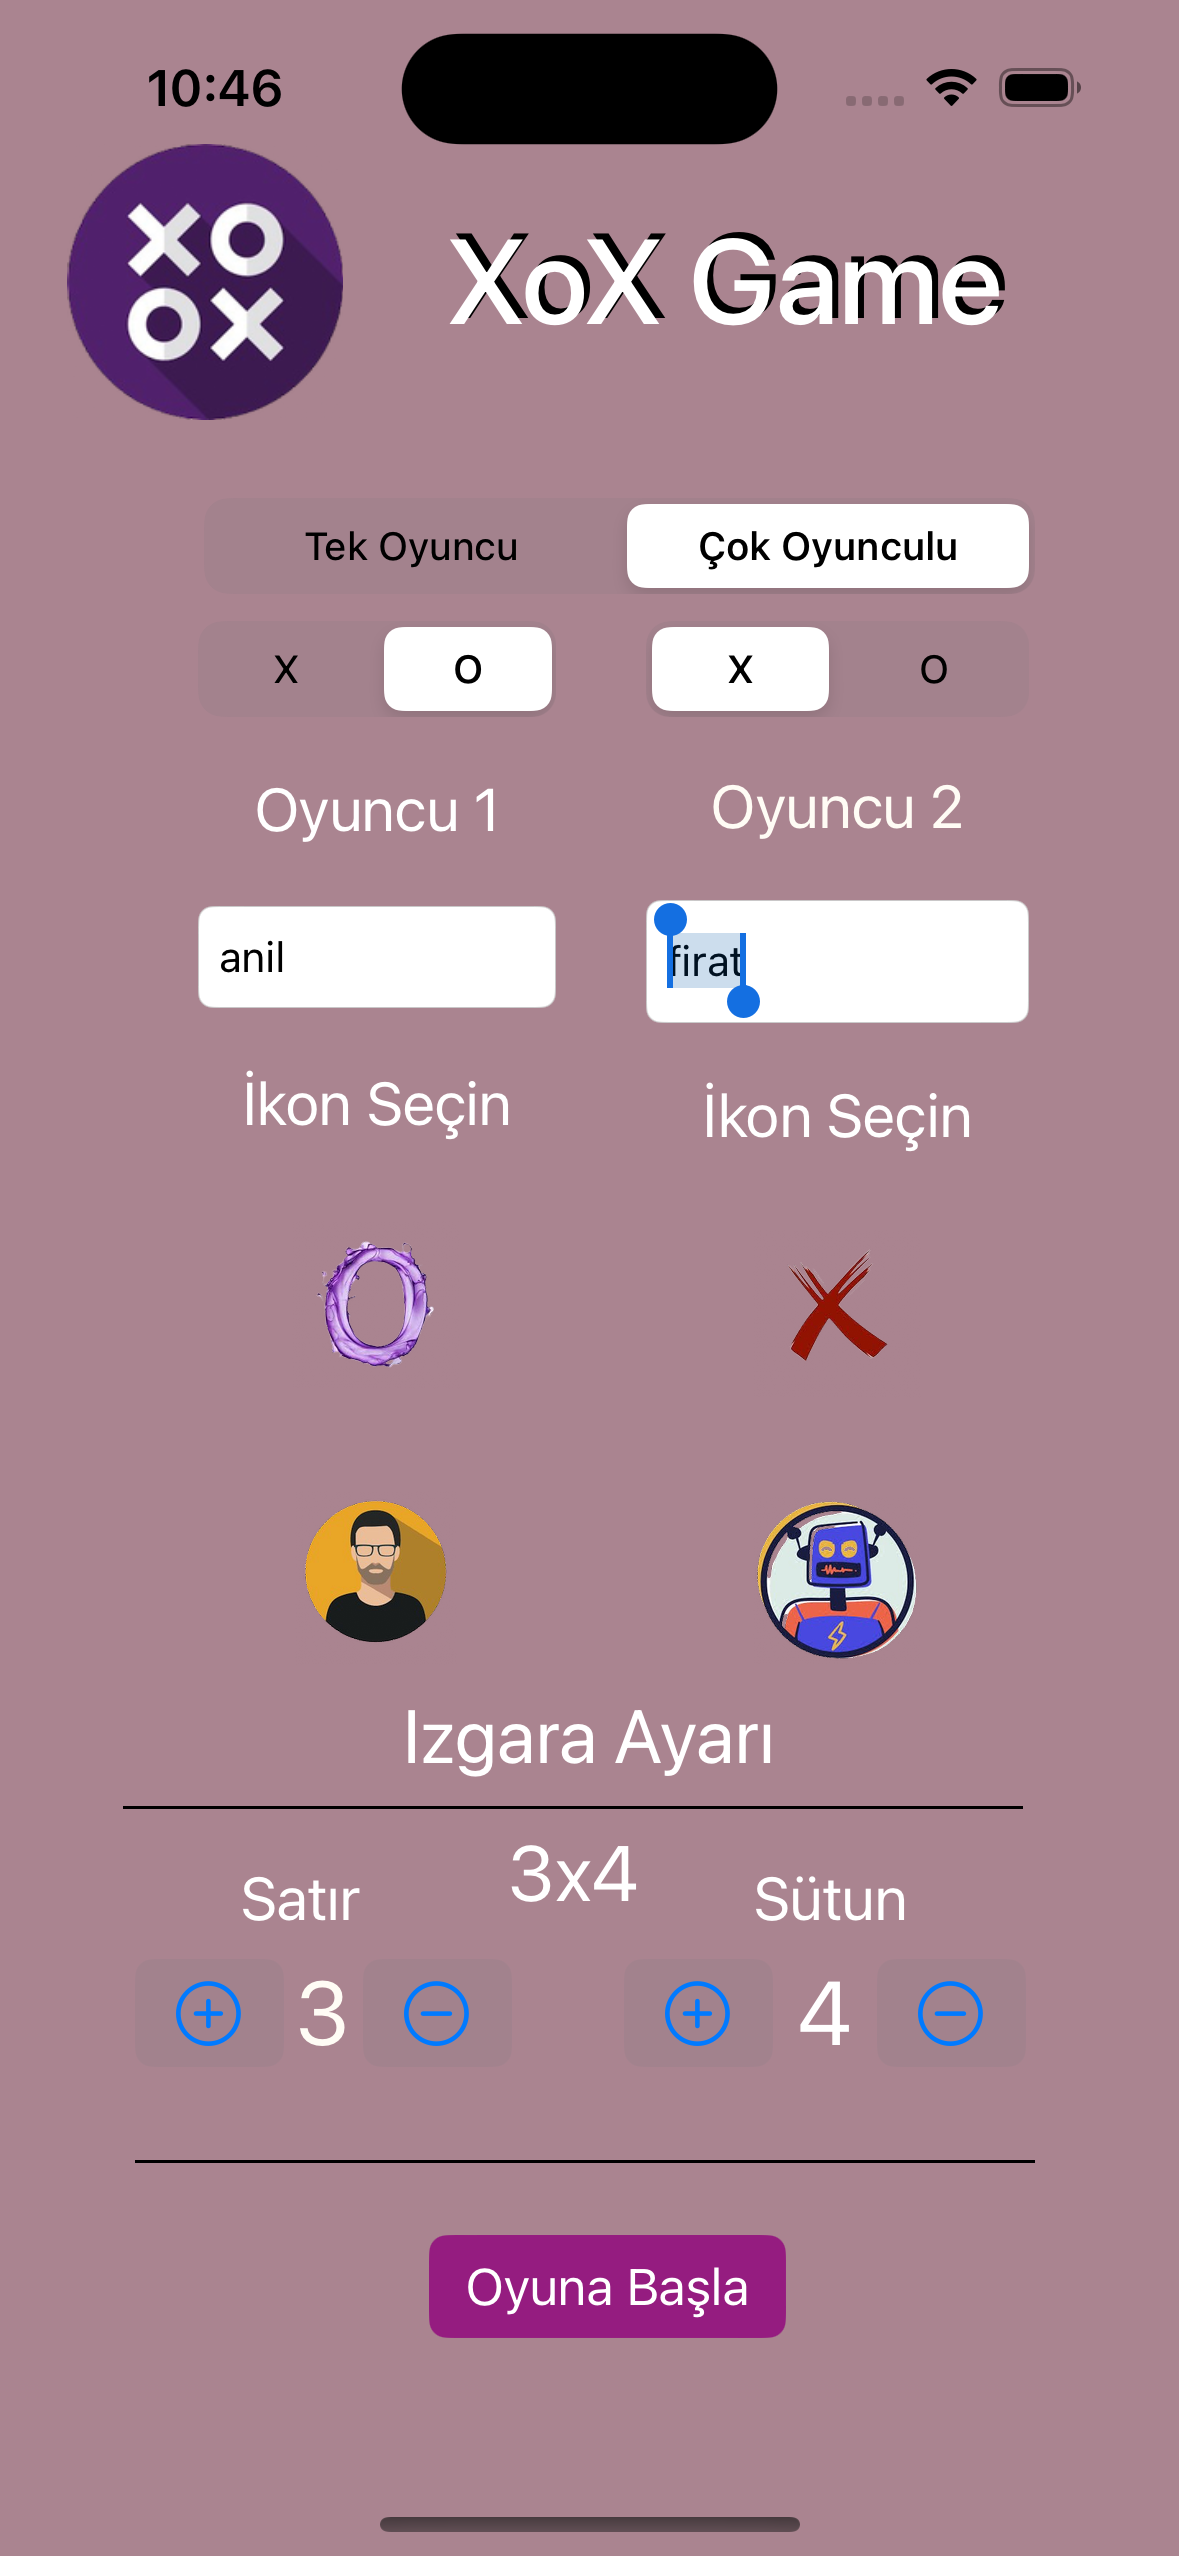 10:46
XO
OX
XoX Game
Tek Oyuncu Çok Oyunculu
X O X O
Oyuncu 1 Oyuncu 2
anil firat
İkon Seçin İkon Seçin
O X
Izgara Ayarı
3x4
Satır Sütun
3 4
Oyuna Başla